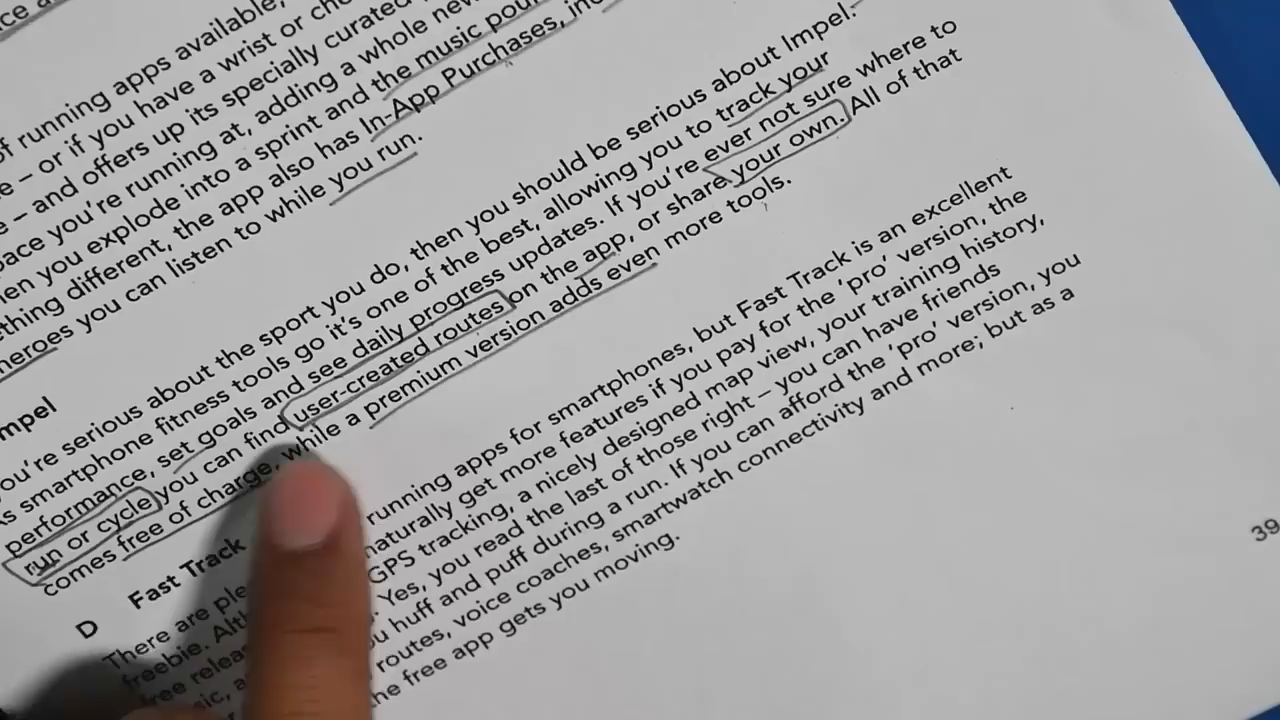 of running apps available,
– or if you have a wrist or
– and offers up its specially curated
pace you're running at, adding a whole new
when you explode into a sprint and the music
different, the app also has In-App Purchases,
heroes you can listen to while you run.
you're serious about the sport you do, then you should be serious about Impel.
As smartphone fitness tools go it's one of the best, allowing you to track your
performance, set goals and see daily progress updates. If you're ever not sure where to
run or cycle you can find user-created routes on the app, or share your own. All of that
comes free of charge, while a premium version adds even more tools.
D Fast Track
There are running apps for smartphones, but Fast Track is an excellent
freebie. naturally get more features if you pay for the 'pro' version, the
free GPS tracking, a nicely designed map view, your training history,
Yes, you read the last of those right – you can have friends
huff and puff during a run. If you can afford the 'pro' version, you
routes, voice coaches, smartwatch connectivity and more; but as a
the free app gets you moving.
39